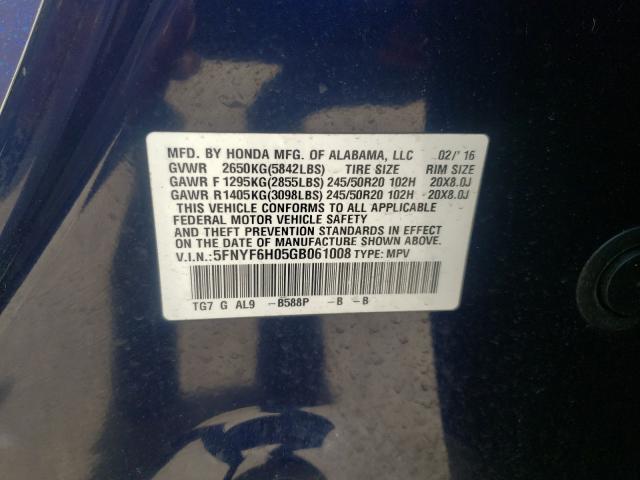 MFD. BY HONDA MFG. OF ALABAMA, LLC 02/'16
GVWR 2650KG(5842LBS) TIRE SIZE RIM SIZE
GAWR F 1295KG(2855LBS) 245/50R20 102H 20X8.0J
GAWR R1405KG(3098LBS) 245/50R20 102H 20X8.0J
THIS VEHICLE CONFORMS TO ALL APPLICABLE
FEDERAL MOTOR VEHICLE SAFETY
AND THEFT PREVENTION STANDARDS IN EFFECT
ON THE DATE OF MANUFACTURE SHOWN ABOVE.
V.I.N.:5FNYF6H05GB061008 TYPE: MPV
TG7 G AL9 -B588P -B -B